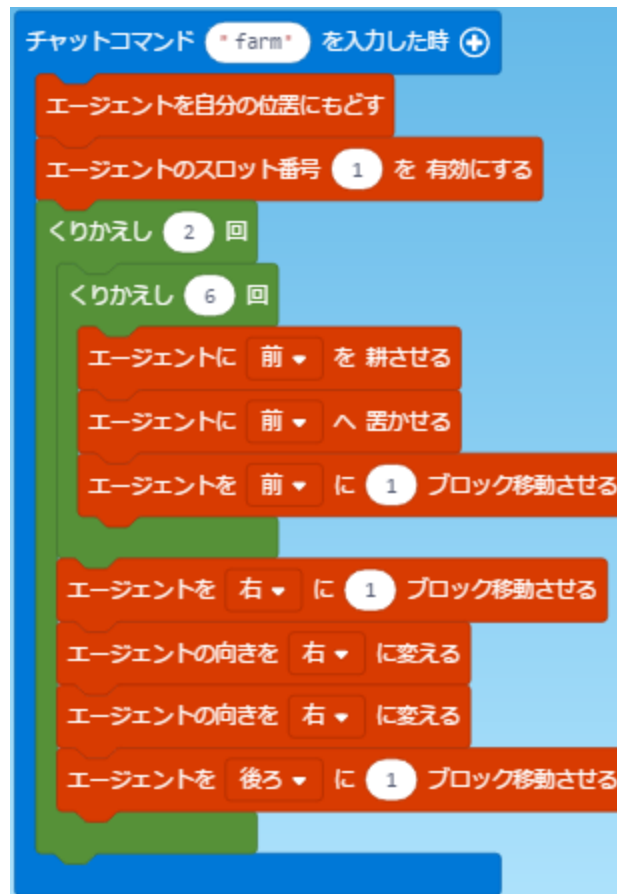 チャットコマンド "farm" を入力した時
エージェントを自分の位置にもどす
エージェントのスロット番号 1 を 有効にする
くりかえし 2 回
くりかえし 6 回
エージェントに 前 を 耕させる
エージェントに 前 へ 置かせる
エージェントを 前 に 1 ブロック移動させる
エージェントを 右 に 1 ブロック移動させる
エージェントの向きを 右 に変える
エージェントの向きを 右 に変える
エージェントを 後ろ に 1 ブロック移動させる